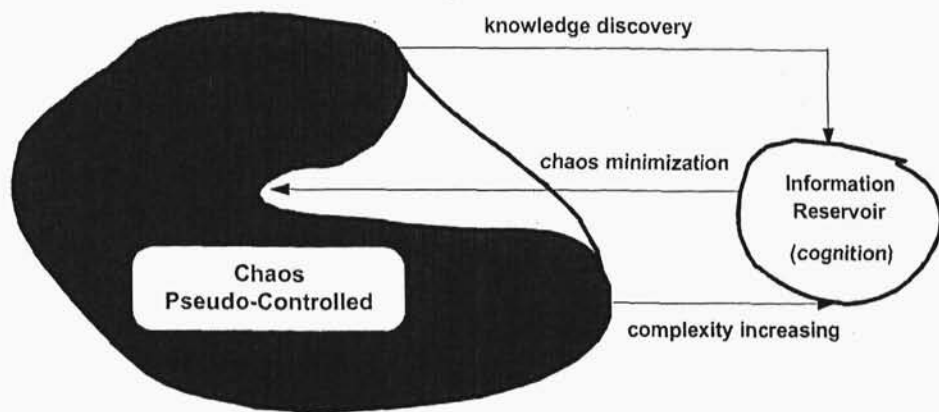 knowledge discovery
chaos minimization
Information
Reservoir
(cognition)
Chaos
Pseudo-Controlled
complexity increasing